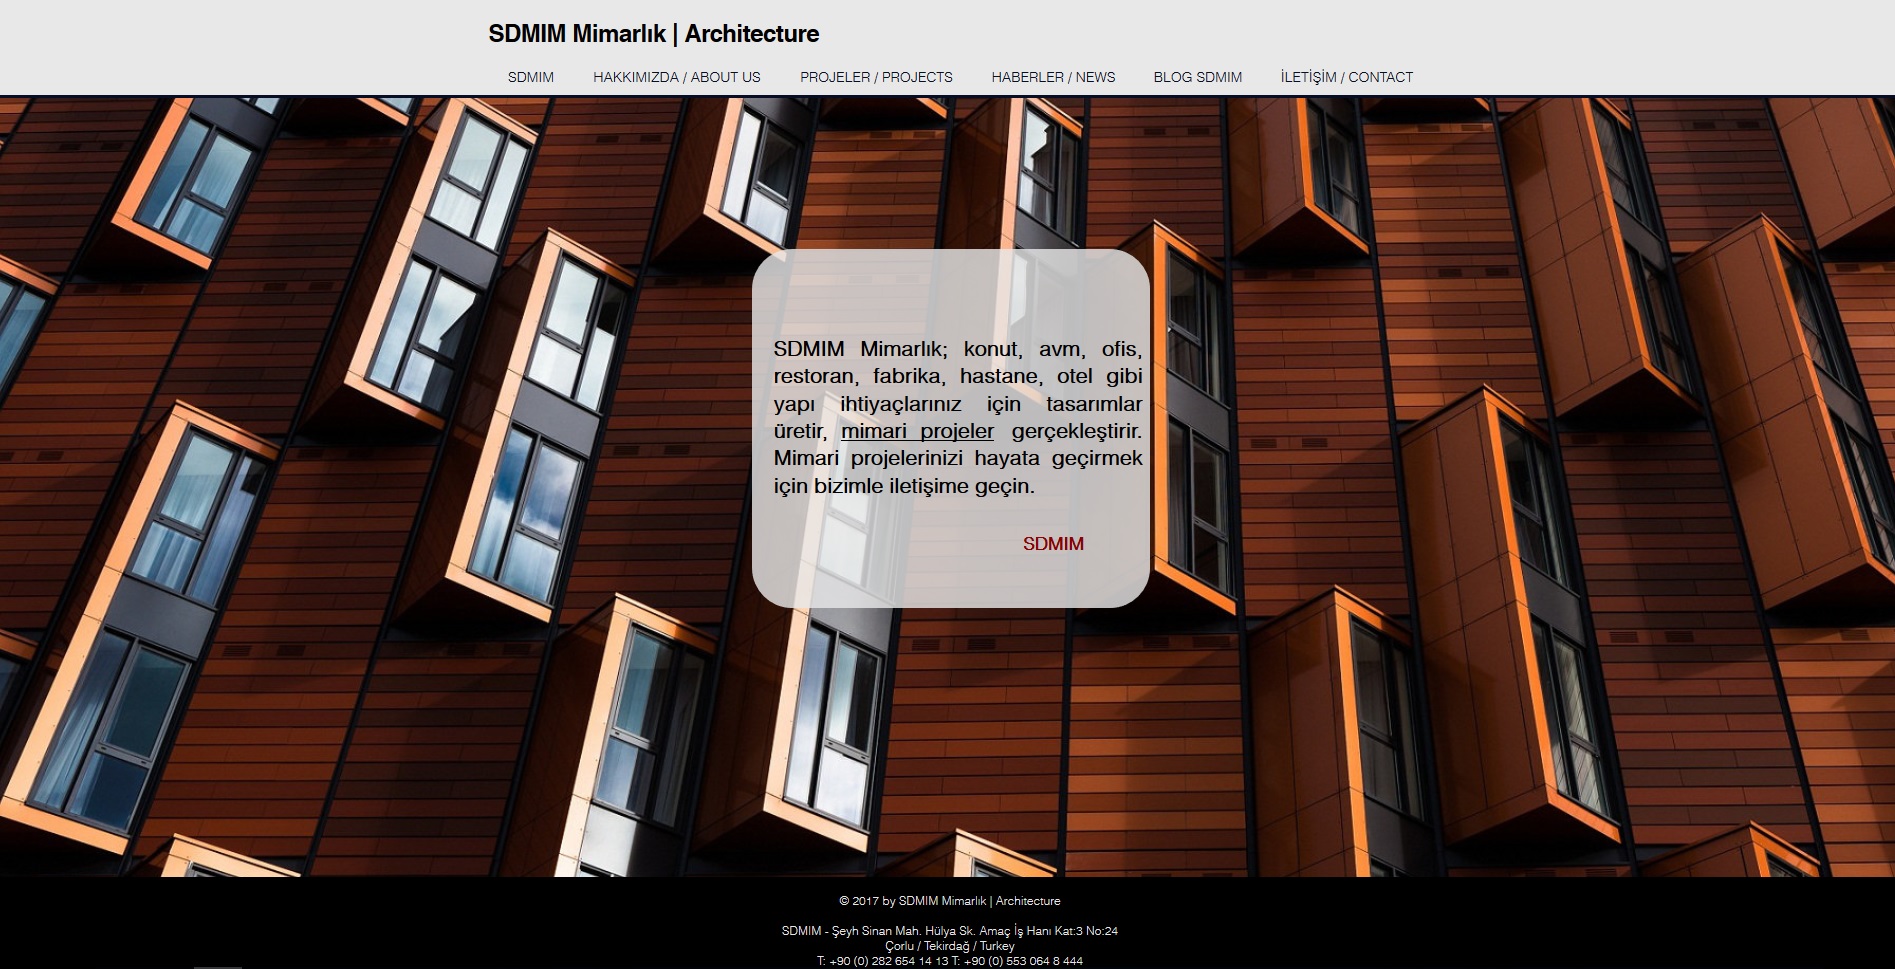 SDMIM Mimarlık | Architecture
SDMIM HAKKIMIZDA / ABOUT US PROJELER / PROJECTS HABERLER / NEWS BLOG SDMIM İLETİŞİM / CONTACT
SDMIM Mimarlık; konut, avm, ofis,
restoran, fabrika, hastane, otel gibi
yapı ihtiyaçlarınız için tasarımlar
üretir, mimari projeler gerçekleştirir.
Mimari projelerinizi hayata geçirmek
için bizimle iletişime geçin.
SDMIM
© 2017 by SDMIM Mimarlık | Architecture
SDMIM - Şeyh Sinan Mah. Hülya Sk. Amaç İş Hanı Kat:3 No:24
Çorlu / Tekirdağ / Turkey
T: +90 (0) 282 654 14 13 T: +90 (0) 553 064 8 444